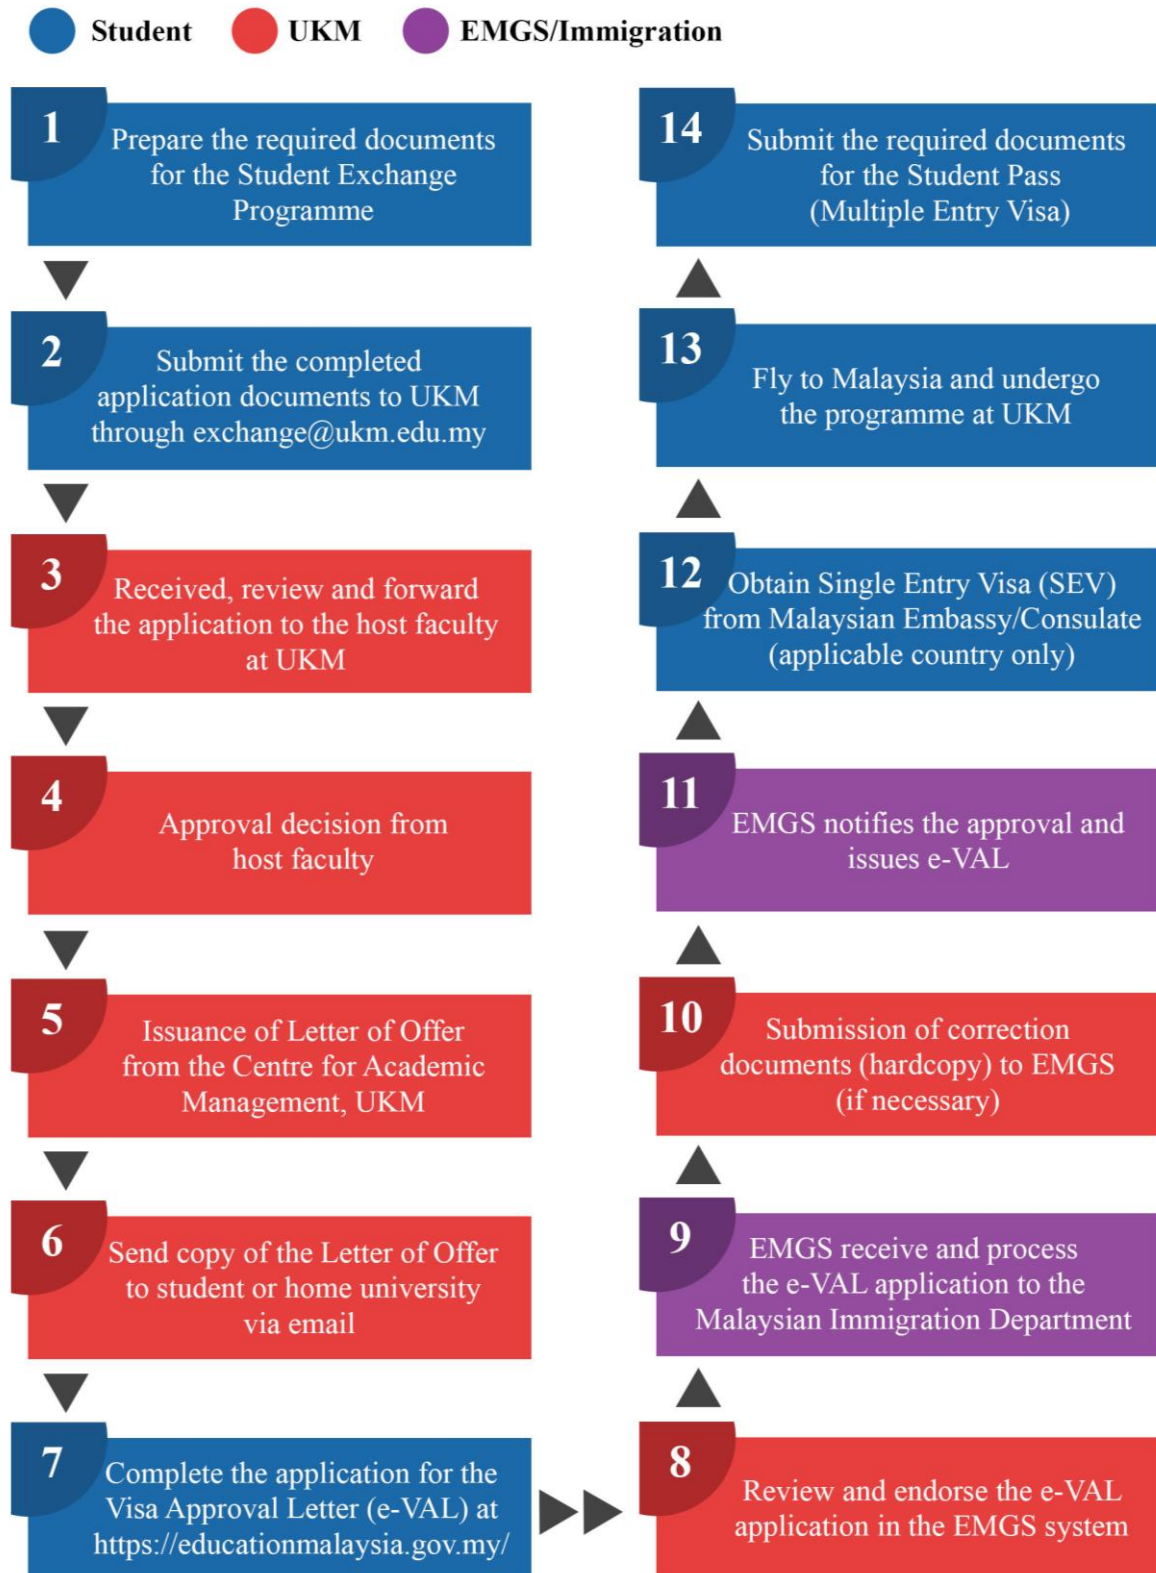 Student UKM EMGS/Immigration
1
Prepare the required documents
for the Student Exchange
Programme
2
Submit the completed
application documents to UKM
through exchange@ukm.edu.my
3
Received, review and forward
the application to the host faculty
at UKM
4
Approval decision from
host faculty
5
Issuance of Letter of Offer
from the Centre for Academic
Management, UKM
6
Send copy of the Letter of Offer
to student or home university
via email
7
Complete the application for the
Visa Approval Letter (e-VAL) at
https://educationmalaysia.gov.my/
8
Review and endorse the e-VAL
application in the EMGS system
9
EMGS receive and process
the e-VAL application to the
Malaysian Immigration Department
10
Submission of correction
documents (hardcopy) to EMGS
(if necessary)
11
EMGS notifies the approval and
issues e-VAL
12
Obtain Single Entry Visa (SEV)
from Malaysian Embassy/Consulate
(applicable country only)
13
Fly to Malaysia and undergo
the programme at UKM
14
Submit the required documents
for the Student Pass
(Multiple Entry Visa)